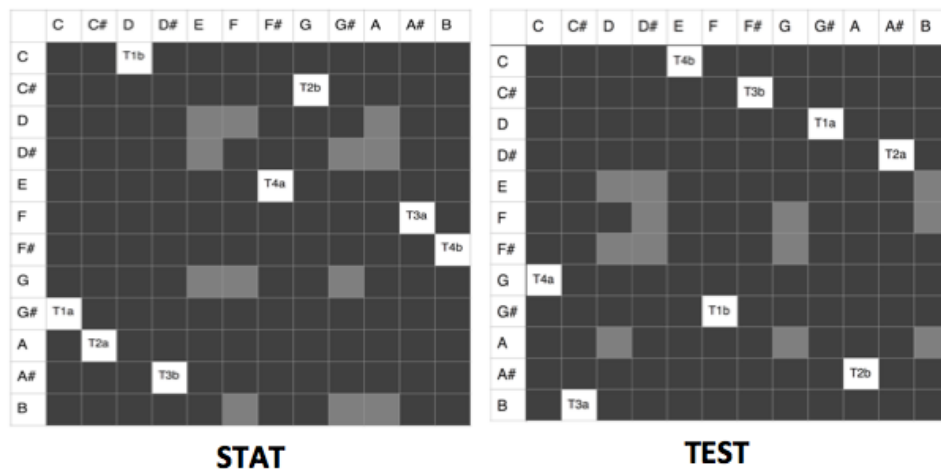 C C# D D# E F F# G G# A A# B
C T1b
C# T2b
D
D#
E T4a
F T3a
F# T4b
G
G# T1a
A T2a
A# T3b
B
STAT
C C# D D# E F F# G G# A A# B
C T4b
C# T3b
D T1a
D# T2a
E
F
F#
G T4a
G# T1b
A
A# T2b
B T3a
TEST